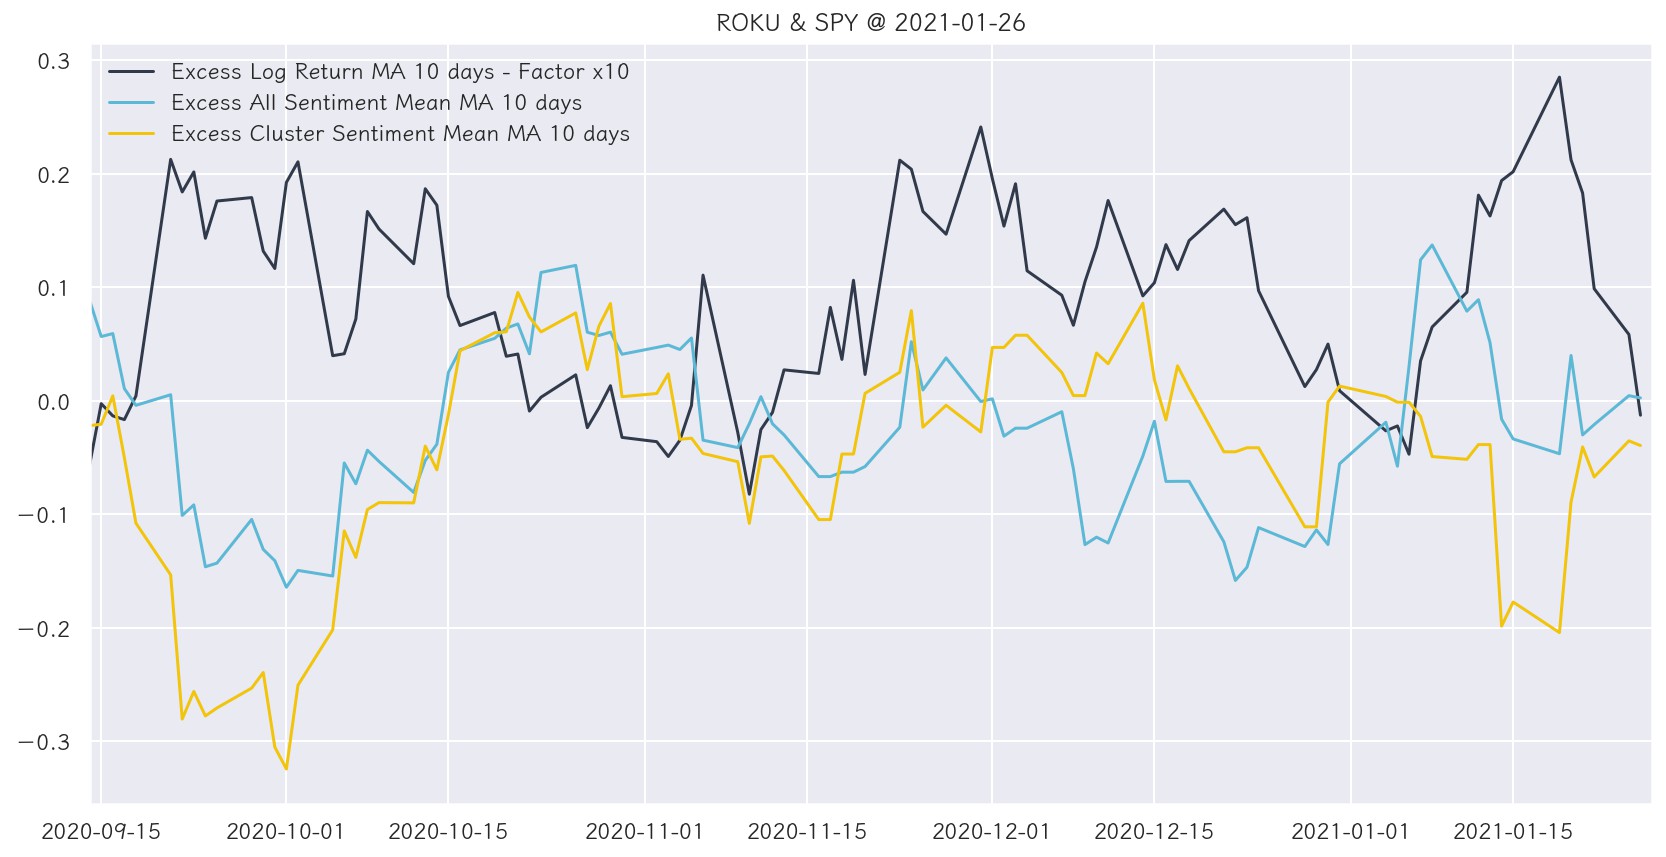 ROKU & SPY @ 2021-01-26
Excess Log Return MA 10 days - Factor x10
Excess All Sentiment Mean MA 10 days
Excess Cluster Sentiment Mean MA 10 days
0.3
0.2
0.1
0.0
−0.1
−0.2
−0.3
2020-09-15 2020-10-01 2020-10-15 2020-11-01 2020-11-15 2020-12-01 2020-12-15 2021-01-01 2021-01-15